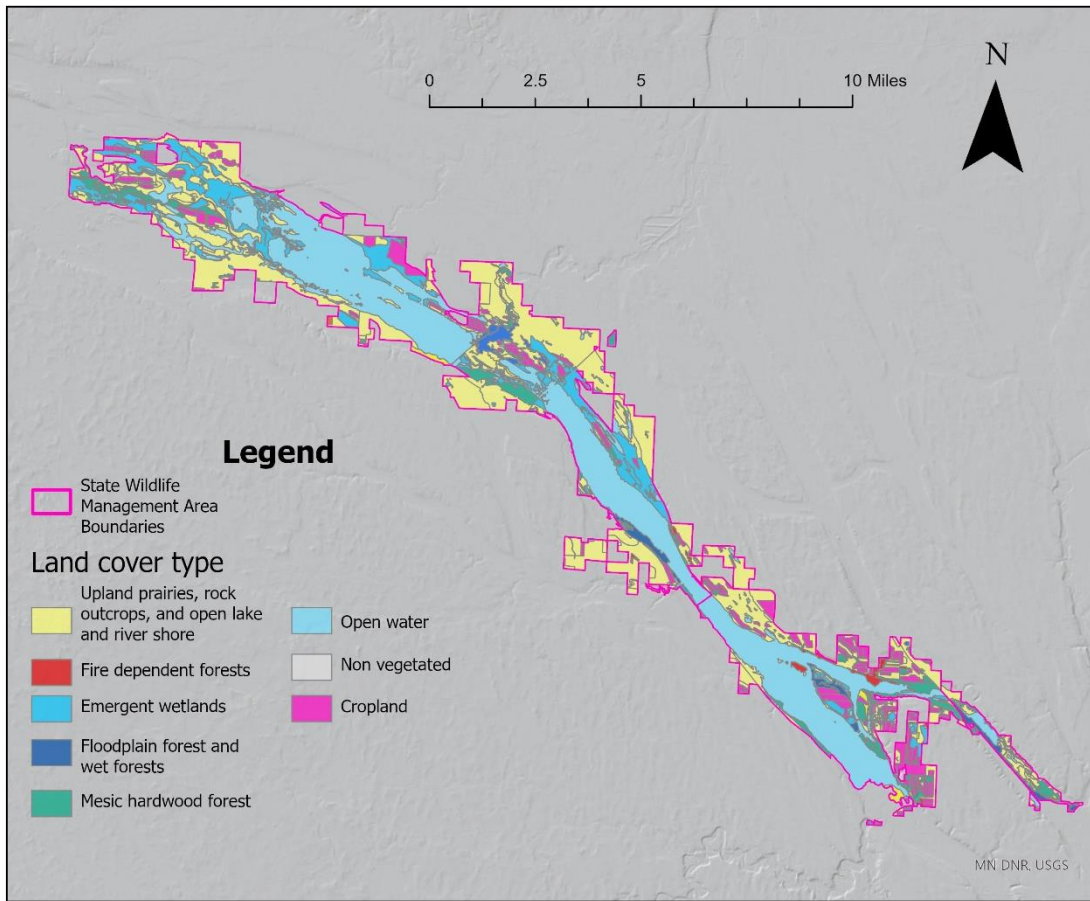 N
0 2.5 5 10 Miles
Legend
State Wildlife
Management Area
Boundaries
Land cover type
Upland prairies, rock
outcrops, and open lake
and river shore
Fire dependent forests
Emergent wetlands
Floodplain forest and
wet forests
Mesic hardwood forest
Open water
Non vegetated
Cropland
MN DNR, USGS